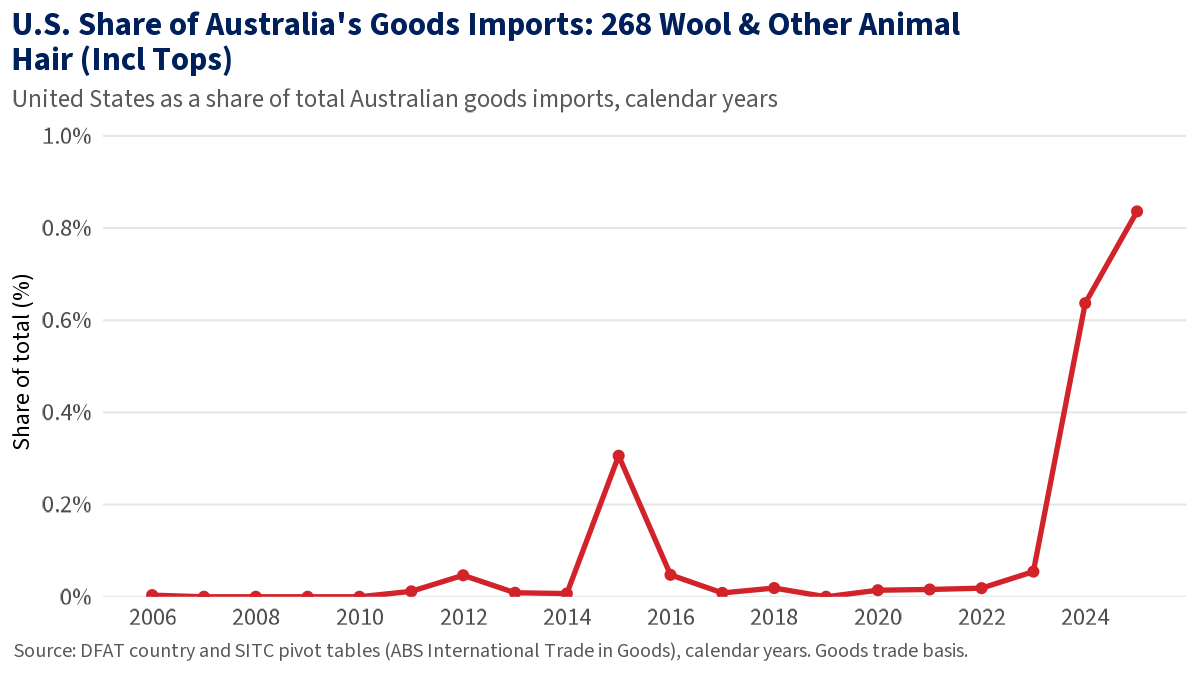 U.S. Share of Australia's Goods Imports: 268 Wool & Other Animal
Hair (Incl Tops)
United States as a share of total Australian goods imports, calendar years
Share of total (%)
1.0%
0.8%
0.6%
0.4%
0.2%
0%
2006 2008 2010 2012 2014 2016 2018 2020 2022 2024
Source: DFAT country and SITC pivot tables (ABS International Trade in Goods), calendar years. Goods trade basis.